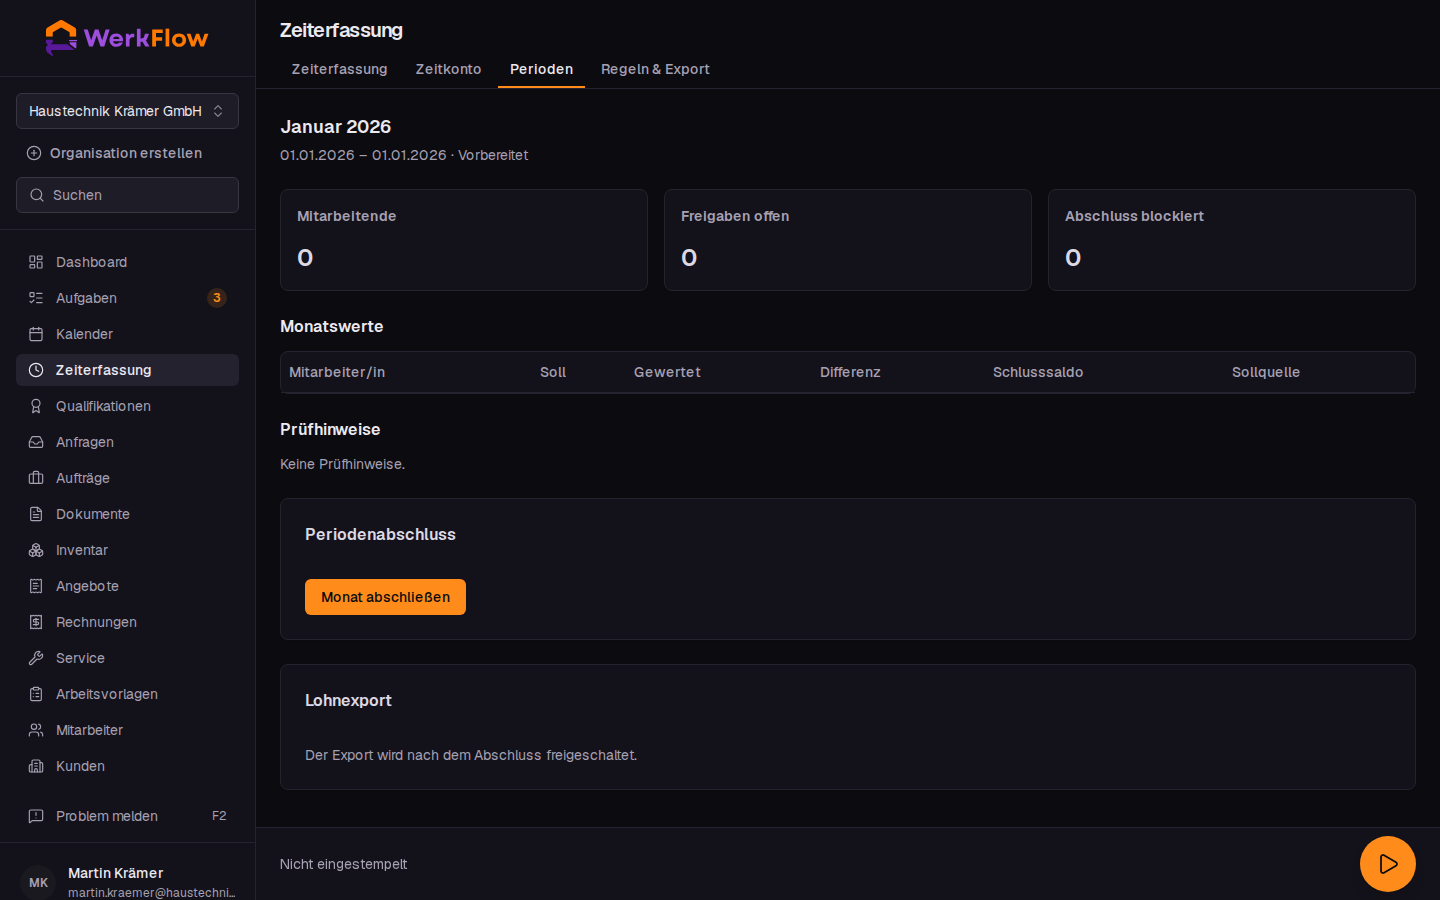 WerkFlow
Haustechnik Krämer GmbH
Organisation erstellen
Suchen
Dashboard
Aufgaben 3
Kalender
Zeiterfassung
Qualifikationen
Anfragen
Aufträge
Dokumente
Inventar
Angebote
Rechnungen
Service
Arbeitsvorlagen
Mitarbeiter
Kunden
Problem melden F2
MK Martin Krämer
martin.kraemer@haustechni...
Zeiterfassung
Zeiterfassung Zeitkonto Perioden Regeln & Export
Januar 2026
01.01.2026 – 01.01.2026 · Vorbereitet
Mitarbeitende Freigaben offen Abschluss blockiert
0 0 0
Monatswerte
Mitarbeiter/in Soll Gewertet Differenz Schlusssaldo Sollquelle
Prüfhinweise
Keine Prüfhinweise.
Periodenabschluss
Monat abschließen
Lohnexport
Der Export wird nach dem Abschluss freigeschaltet.
Nicht eingestempelt